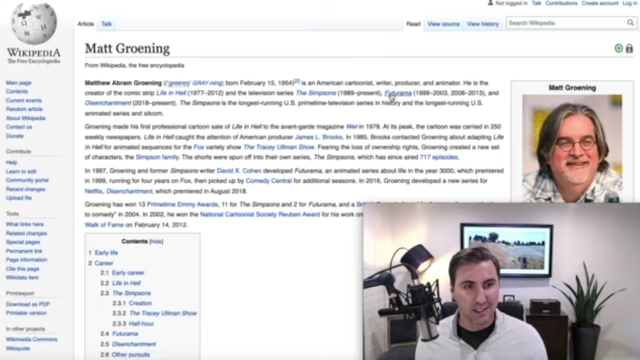 Not logged in Talk Contributions Create account Log in
Article Talk Read View source View history Search Wikipedia
WIKIPEDIA
The Free Encyclopedia
Matt Groening
From Wikipedia, the free encyclopedia
Matthew Abram Groening (/ˈɡreɪnɪŋ/ GRAY-ning; born February 15, 1954) is an American cartoonist, writer, producer, and animator. He is
the creator of the comic strip Life in Hell (1977–2012) and the television series The Simpsons (1989–present), Futurama (1999–2003, 2008–2013), and
Disenchantment (2018–present). The Simpsons is the longest-running U.S. primetime-television series in history and the longest-running U.S.
animated series and sitcom.
Groening made his first professional cartoon sale of Life in Hell to the avant-garde magazine Wet in 1978. At its peak, the cartoon was carried in 250
weekly newspapers. Life in Hell caught the attention of American producer James L. Brooks. In 1985, Brooks contacted Groening about adapting Life
in Hell for animated sequences for the Fox variety show The Tracey Ullman Show. Fearing the loss of ownership rights, Groening created a new set
of characters, the Simpson family. The shorts were spun off into their own series, The Simpsons, which has since aired 717 episodes.
In 1997, Groening and former Simpsons writer David X. Cohen developed Futurama, an animated series about life in the year 3000, which premiered
in 1999, running for four years on Fox, then picked up by Comedy Central for additional seasons. In 2016, Groening developed a new series for
Netflix, Disenchantment, which premiered in August 2018.
Groening has won 13 Primetime Emmy Awards, 11 for The Simpsons and 2 for Futurama, and a
to comedy" in 2004. In 2002, he won the National Cartoonist Society Reuben Award for his work on
Walk of Fame on February 14, 2012.
Matt Groening
Main page
Contents
Current events
Random article
About Wikipedia
Contact us
Donate
Contribute
Help
Learn to edit
Community portal
Recent changes
Upload file
Tools
What links here
Related changes
Special pages
Permanent link
Page information
Cite this page
Wikidata item
Print/export
Download as PDF
Printable version
In other projects
Wikimedia Commons
Wikiquote
Contents [hide]
1 Early life
2 Career
2.1 Early career
2.2 Life in Hell
2.3 The Simpsons
2.3.1 Creation
2.3.2 The Tracey Ullman Show
2.3.3 Half-hour
2.4 Futurama
2.5 Disenchantment
2.6 Other pursuits